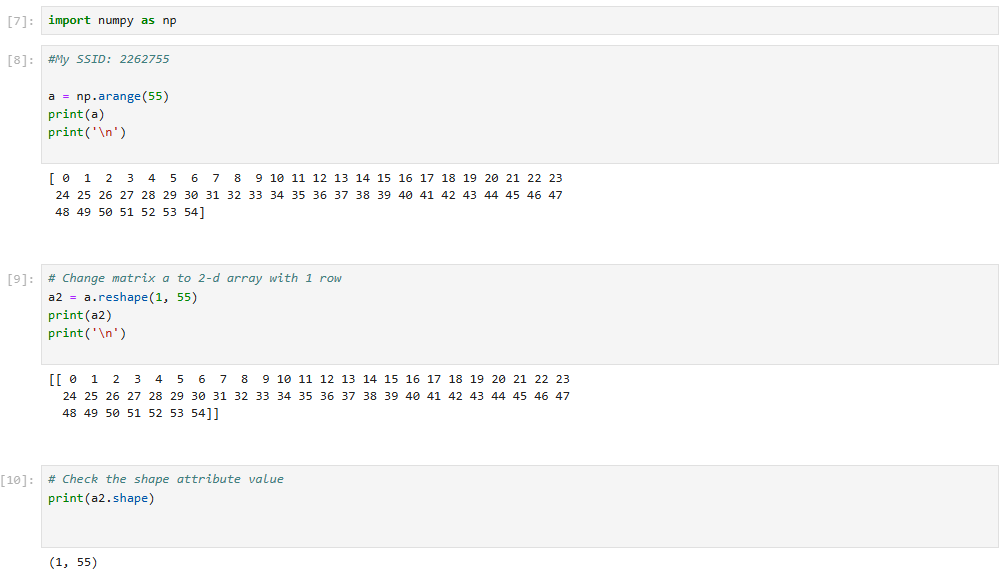 [7]: import numpy as np
[8]: #My SSID: 2262755
a = np.arange(55)
print(a)
print('\n')
[ 0  1  2  3  4  5  6  7  8  9 10 11 12 13 14 15 16 17 18 19 20 21 22 23
 24 25 26 27 28 29 30 31 32 33 34 35 36 37 38 39 40 41 42 43 44 45 46 47
 48 49 50 51 52 53 54]
[9]: # Change matrix a to 2-d array with 1 row
a2 = a.reshape(1, 55)
print(a2)
print('\n')
[[ 0  1  2  3  4  5  6  7  8  9 10 11 12 13 14 15 16 17 18 19 20 21 22 23
  24 25 26 27 28 29 30 31 32 33 34 35 36 37 38 39 40 41 42 43 44 45 46 47
  48 49 50 51 52 53 54]]
[10]: # Check the shape attribute value
print(a2.shape)
(1, 55)